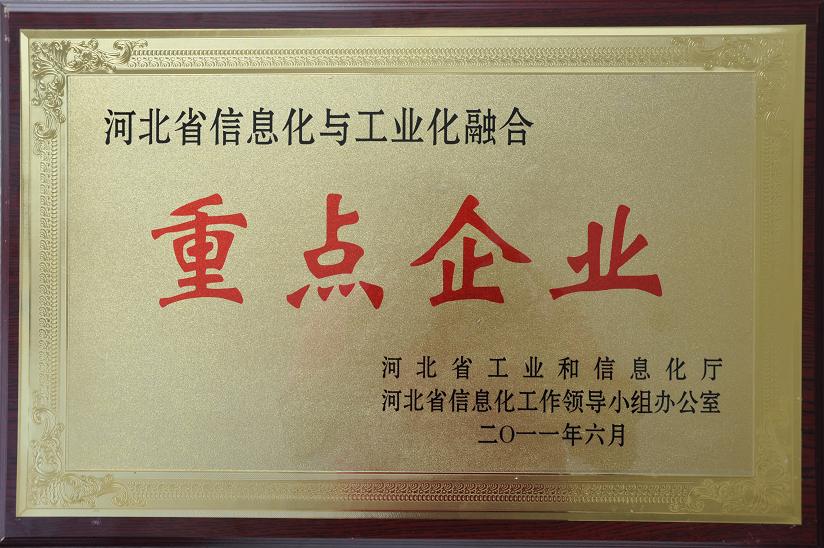 河北省信息化与工业化融合
重点企业
河北省工业和信息化厅
河北省信息化工作领导小组办公室
二〇一一年六月